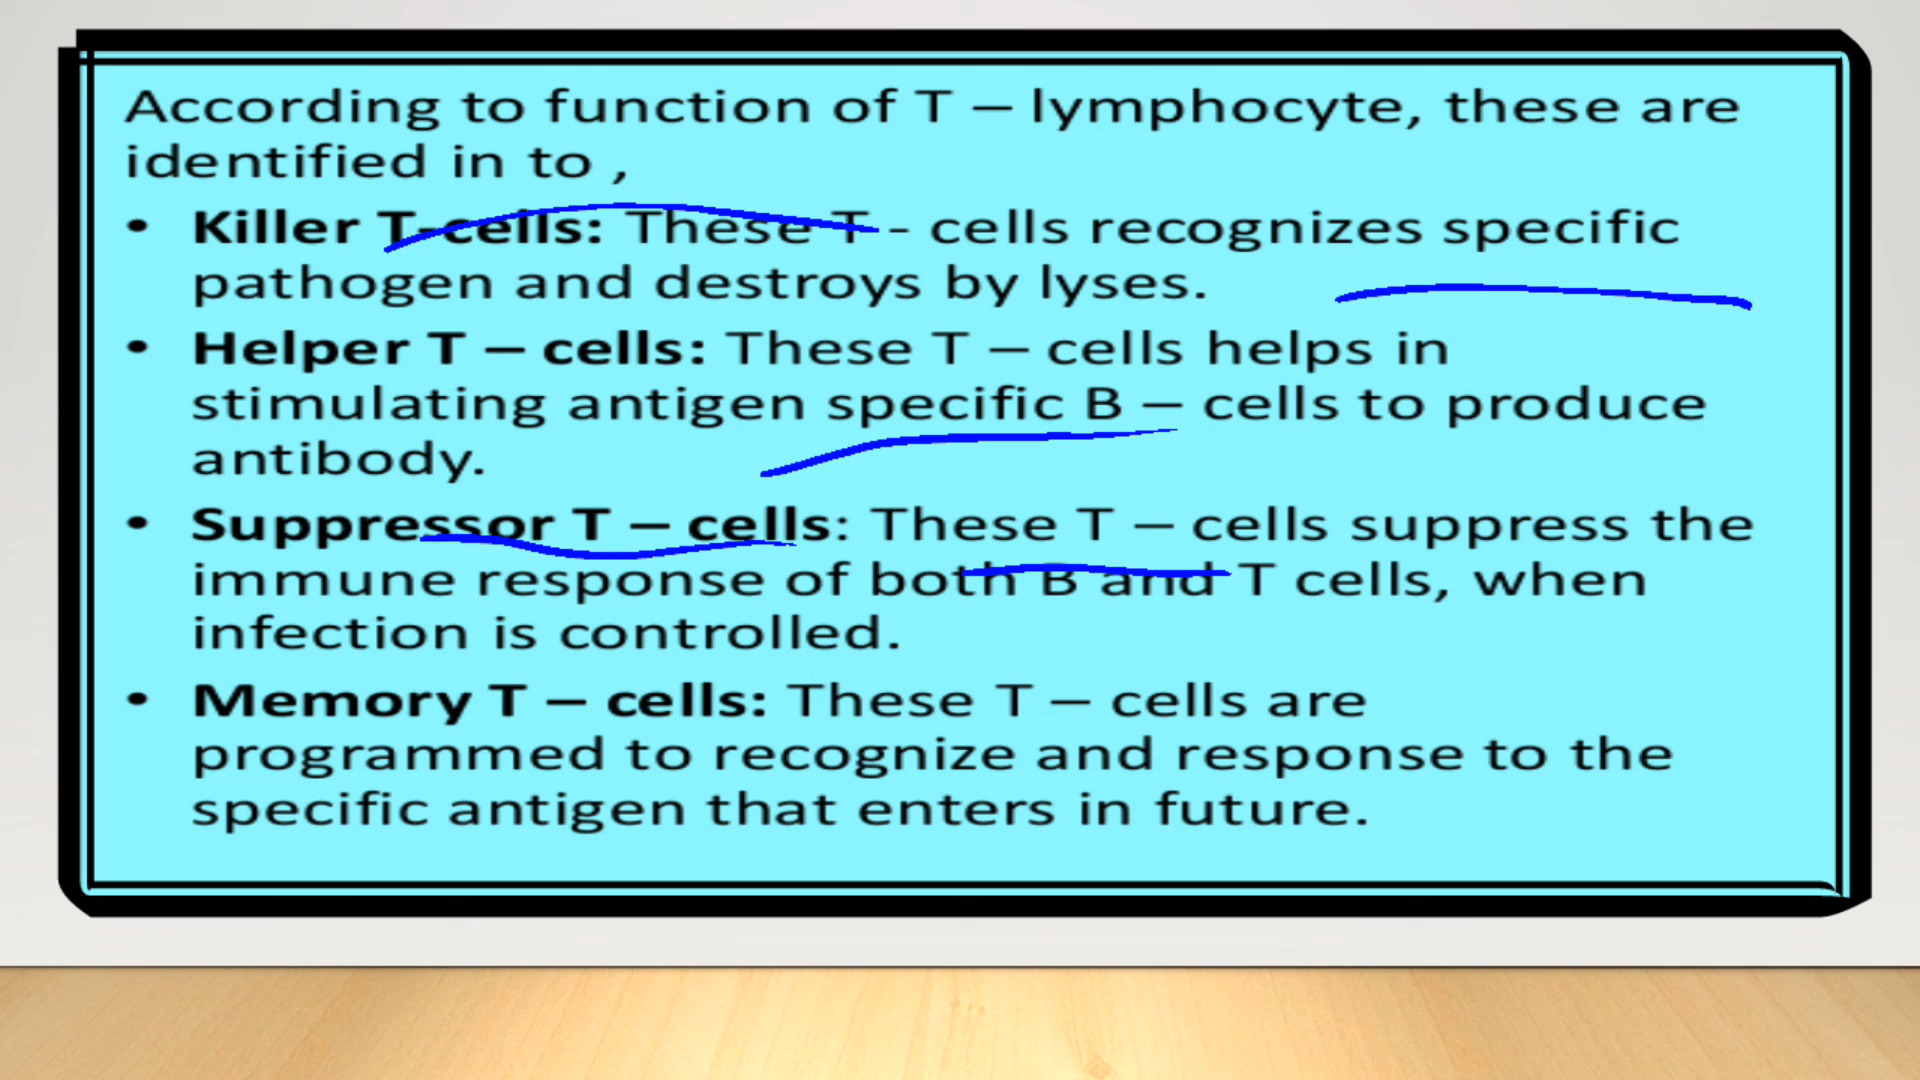 According to function of T – lymphocyte, these are
identified in to ,
• Killer T-cells: These T - cells recognizes specific
pathogen and destroys by lyses.
• Helper T – cells: These T – cells helps in
stimulating antigen specific B – cells to produce
antibody.
• Suppressor T – cells: These T – cells suppress the
immune response of both B and T cells, when
infection is controlled.
• Memory T – cells: These T – cells are
programmed to recognize and response to the
specific antigen that enters in future.